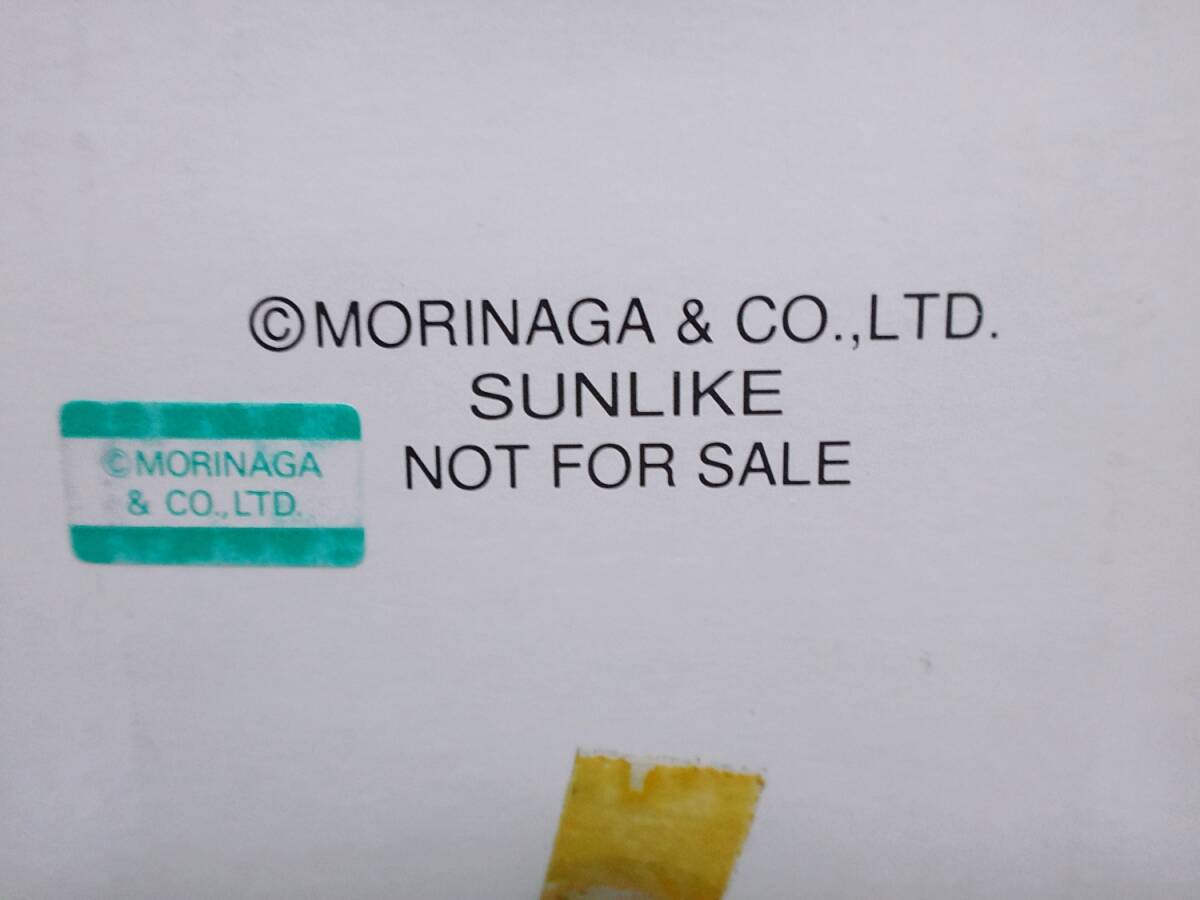 ©MORINAGA & CO.,LTD.
SUNLIKE
NOT FOR SALE
©MORINAGA
& CO.,LTD.